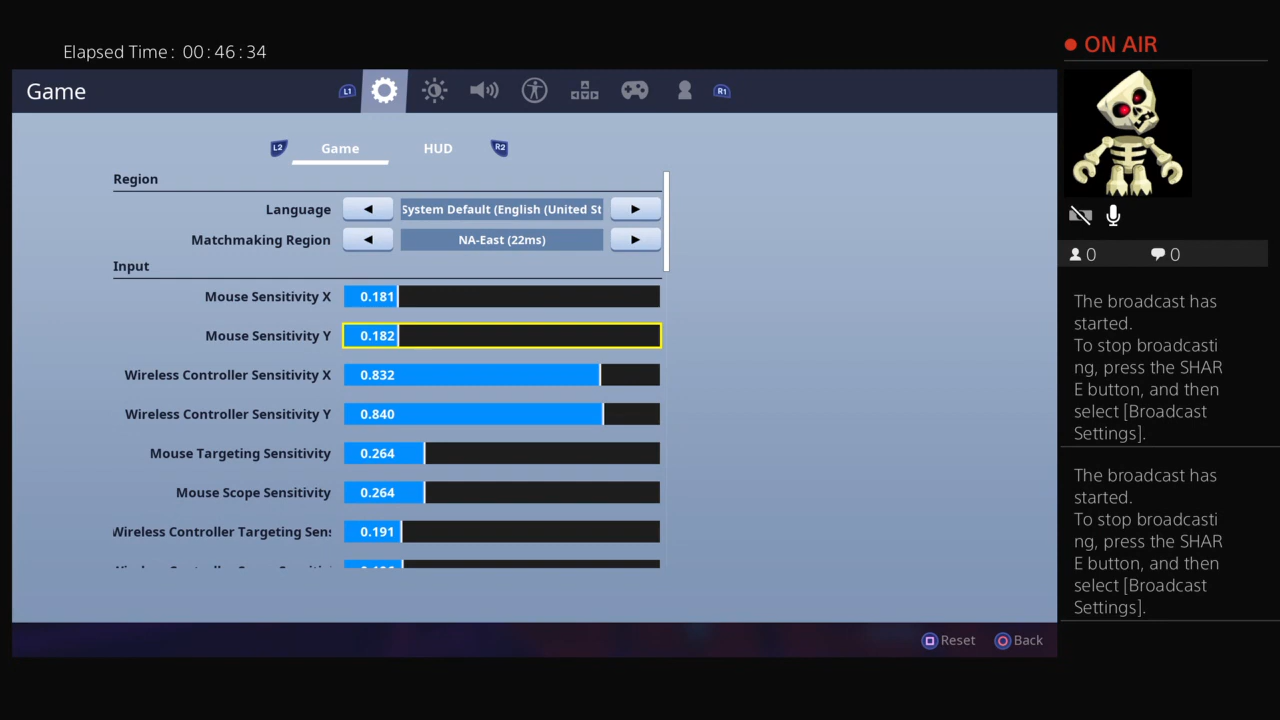 Elapsed Time: 00:46:34
ON AIR
Game
L1
R1
L2
Game
HUD
R2
Region
Language
System Default (English (United St
Matchmaking Region
NA-East (22ms)
Input
Mouse Sensitivity X
0.181
Mouse Sensitivity Y
0.182
Wireless Controller Sensitivity X
0.832
Wireless Controller Sensitivity Y
0.840
Mouse Targeting Sensitivity
0.264
Mouse Scope Sensitivity
0.264
Wireless Controller Targeting Sens
0.191
Reset
Back
0
0
The broadcast has
started.
To stop broadcasti
ng, press the SHAR
E button, and then
select [Broadcast
Settings].
The broadcast has
started.
To stop broadcasti
ng, press the SHAR
E button, and then
select [Broadcast
Settings].